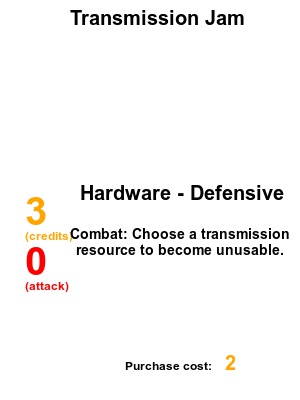 Transmission Jam
Hardware - Defensive
3
(credits)
Combat: Choose a transmission
resource to become unusable.
0
(attack)
Purchase cost: 2